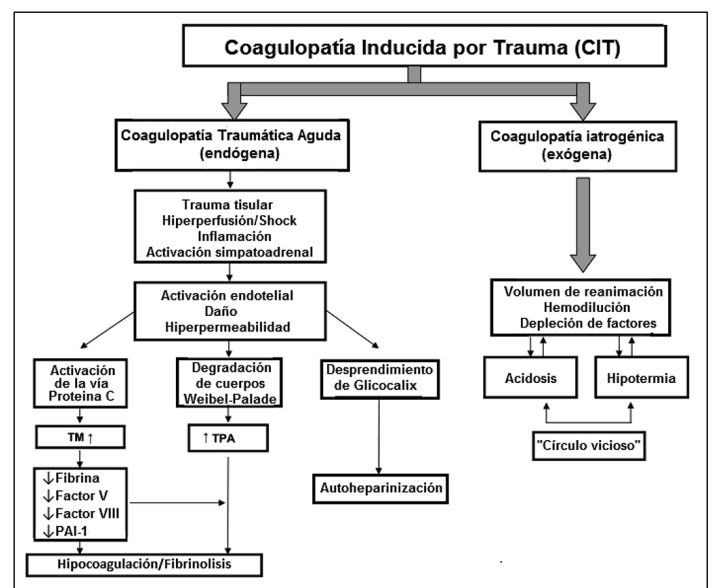 Coagulopatía Inducida por Trauma (CIT)
Coagulopatía Traumática Aguda
(endógena)
Coagulopatía iatrogénica
(exógena)
Trauma tisular
Hiperperfusión/Shock
Inflamación
Activación simpatoadrenal
Activación endotelial
Daño
Hiperpermeabilidad
Volumen de reanimación
Hemodilución
Depleción de factores
Activación
de la vía
Proteina C
Degradación
de cuerpos
Weibel-Palade
Desprendimiento
de Glicocalix
Acidosis
Hipotermia
TM ↑
↑ TPA
"Círculo vicioso"
↓Fibrina
↓Factor V
↓Factor VIII
↓PAI-1
Autoheparinización
Hipocoagulación/Fibrinolisis